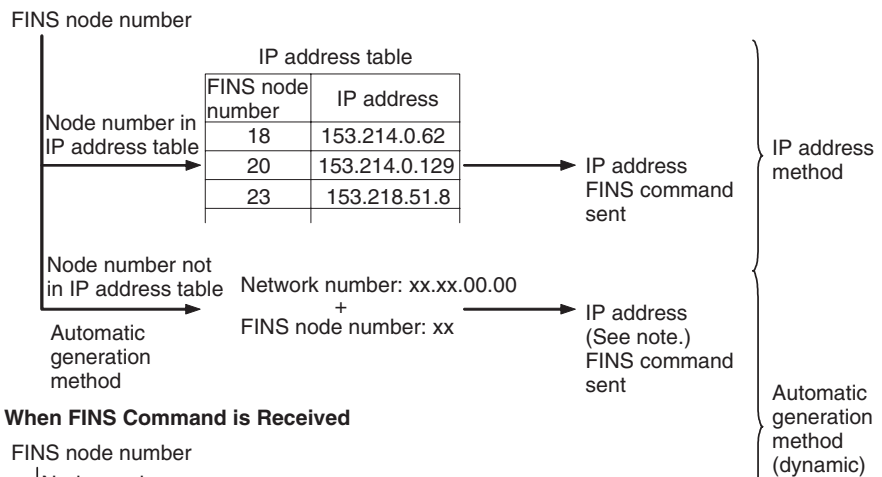 FINS node number
IP address table
FINS node number
IP address
Node number in
IP address table
18
153.214.0.62
20
153.214.0.129
23
153.218.51.8
IP address
FINS command
sent
IP address
method
Node number not
in IP address table
Automatic
generation
method
Network number: xx.xx.00.00
+
FINS node number: xx
IP address
(See note.)
FINS command
sent
When FINS Command is Received
FINS node number
Automatic
generation
method
(dynamic)